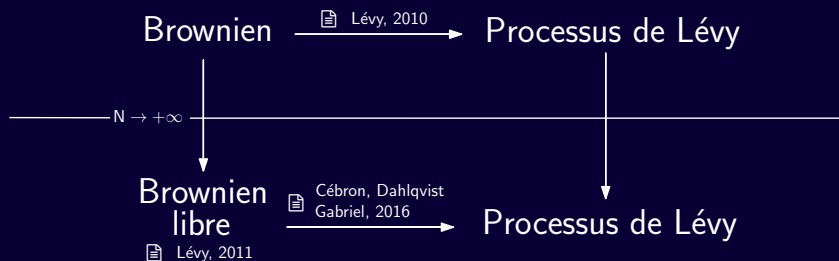 Brownien
Lévy, 2010
Processus de Lévy
N → +∞
Brownien
libre
Lévy, 2011
Cébron, Dahlqvist
Gabriel, 2016
Processus de Lévy